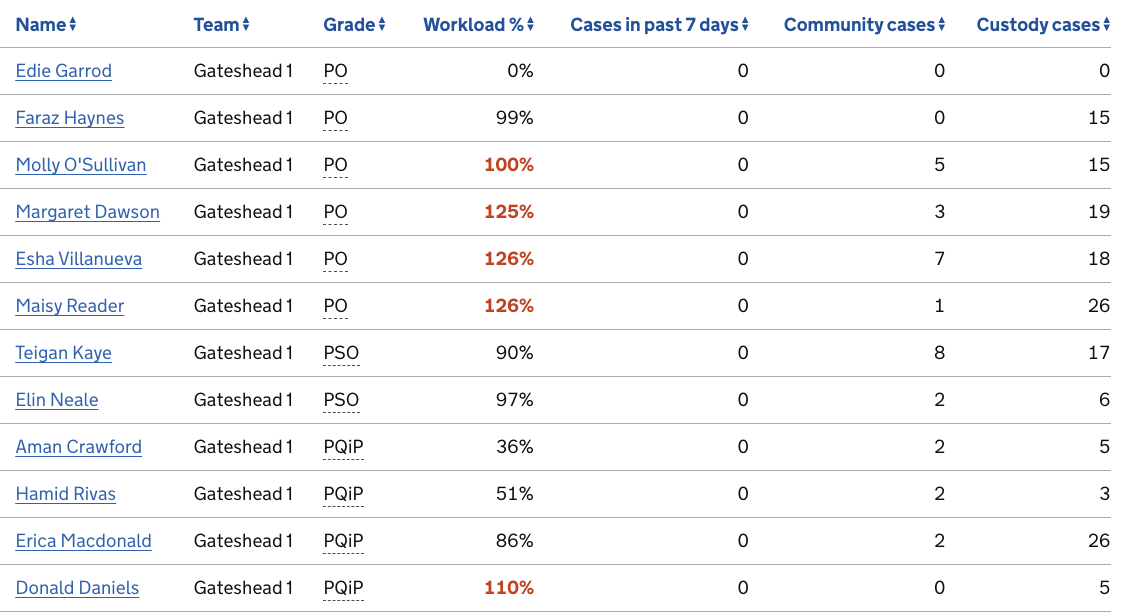 Name Team Grade Workload % Cases in past 7 days Community cases Custody cases
Edie Garrod Gateshead 1 PO 0% 0 0 0
Faraz Haynes Gateshead 1 PO 99% 0 0 15
Molly O'Sullivan Gateshead 1 PO 100% 0 5 15
Margaret Dawson Gateshead 1 PO 125% 0 3 19
Esha Villanueva Gateshead 1 PO 126% 0 7 18
Maisy Reader Gateshead 1 PO 126% 0 1 26
Teigan Kaye Gateshead 1 PSO 90% 0 8 17
Elin Neale Gateshead 1 PSO 97% 0 2 6
Aman Crawford Gateshead 1 PQiP 36% 0 2 5
Hamid Rivas Gateshead 1 PQiP 51% 0 2 3
Erica Macdonald Gateshead 1 PQiP 86% 0 2 26
Donald Daniels Gateshead 1 PQiP 110% 0 0 5